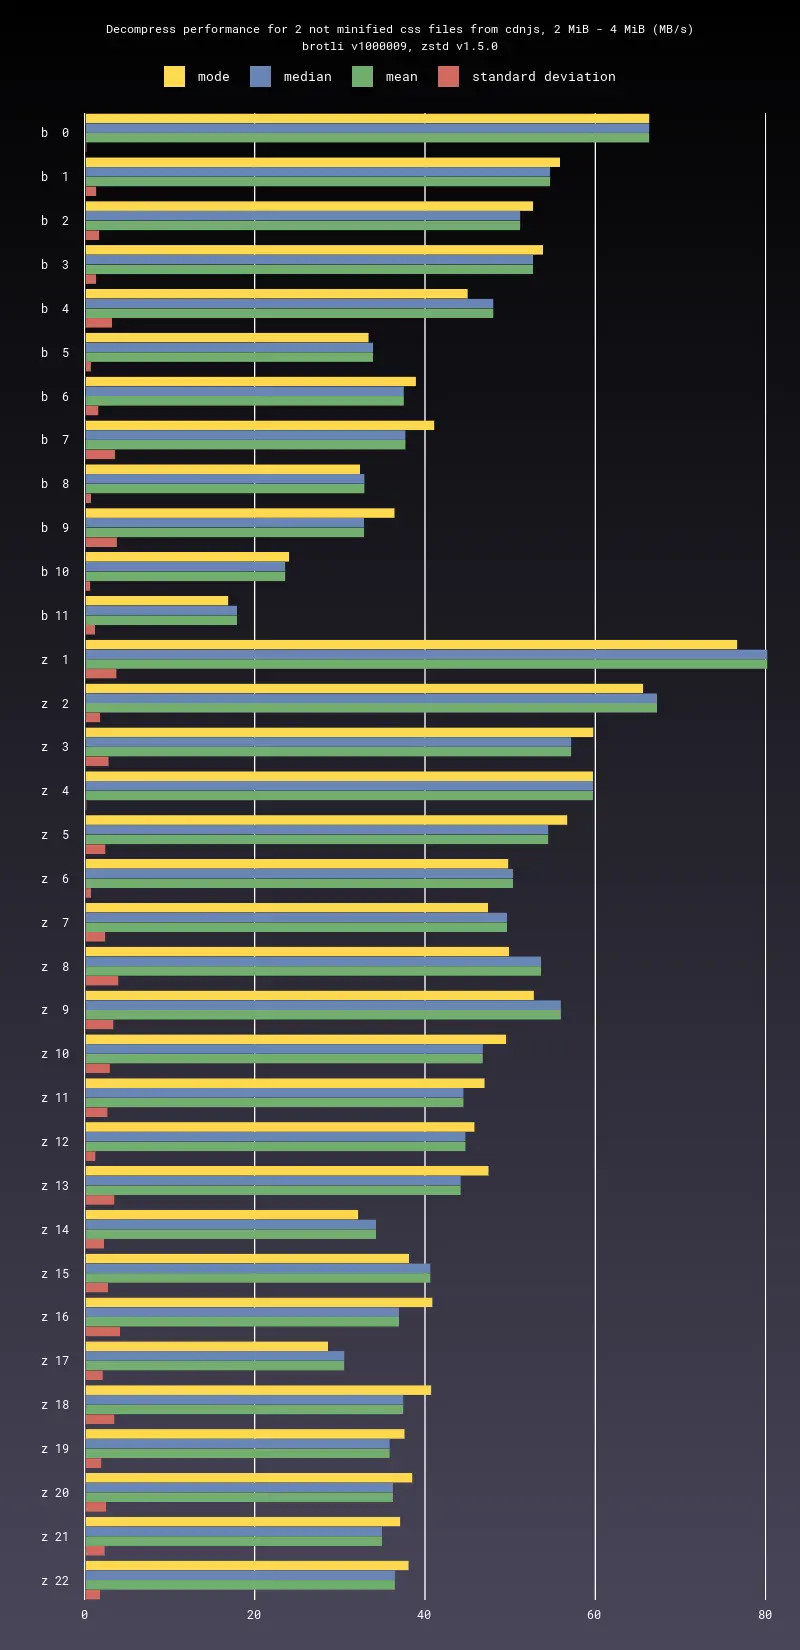 Decompress performance for 2 not minified css files from cdnjs, 2 MiB - 4 MiB (MB/s)
brotli v1000009, zstd v1.5.0
mode median mean standard deviation
b 0
b 1
b 2
b 3
b 4
b 5
b 6
b 7
b 8
b 9
b 10
b 11
z 1
z 2
z 3
z 4
z 5
z 6
z 7
z 8
z 9
z 10
z 11
z 12
z 13
z 14
z 15
z 16
z 17
z 18
z 19
z 20
z 21
z 22
0 20 40 60 80